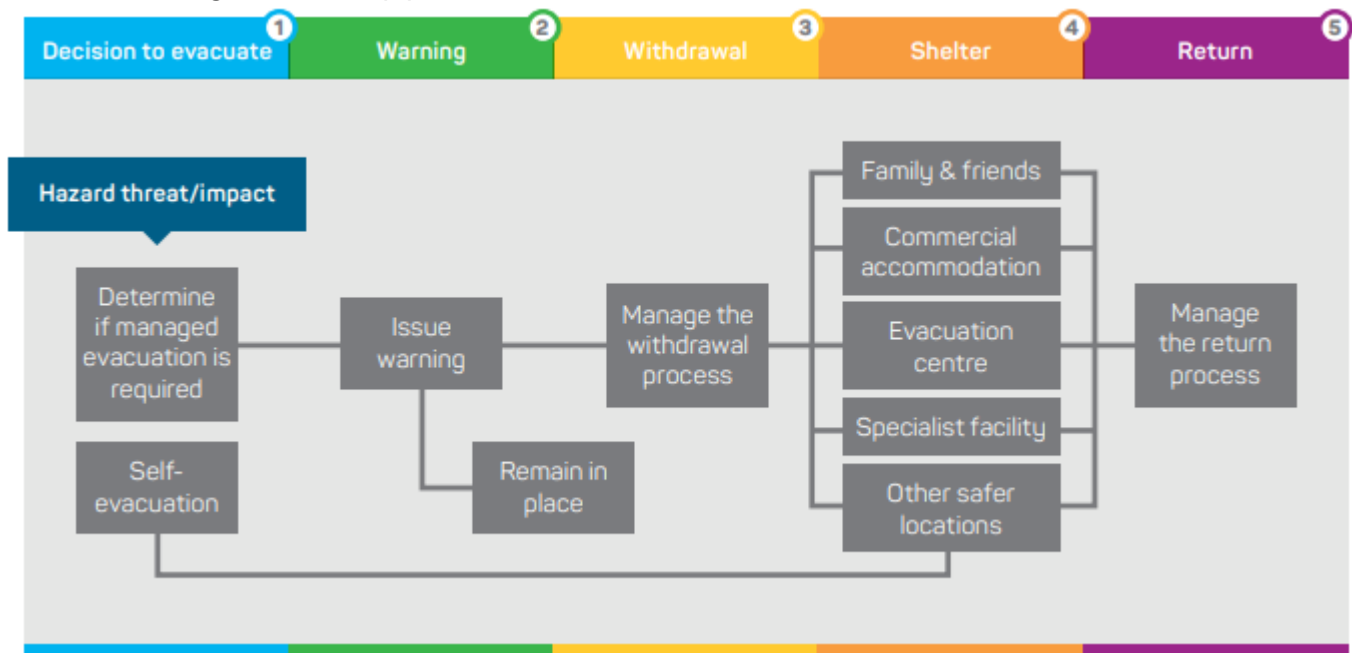 1
2
3
4
5
Decision to evacuate
Warning
Withdrawal
Shelter
Return
Hazard threat/impact
Determine
if managed
evacuation is
required
Self-
evacuation
Issue
warning
Remain in
place
Manage the
withdrawal
process
Family & friends
Commercial
accommodation
Evacuation
centre
Specialist facility
Other safer
locations
Manage
the return
process